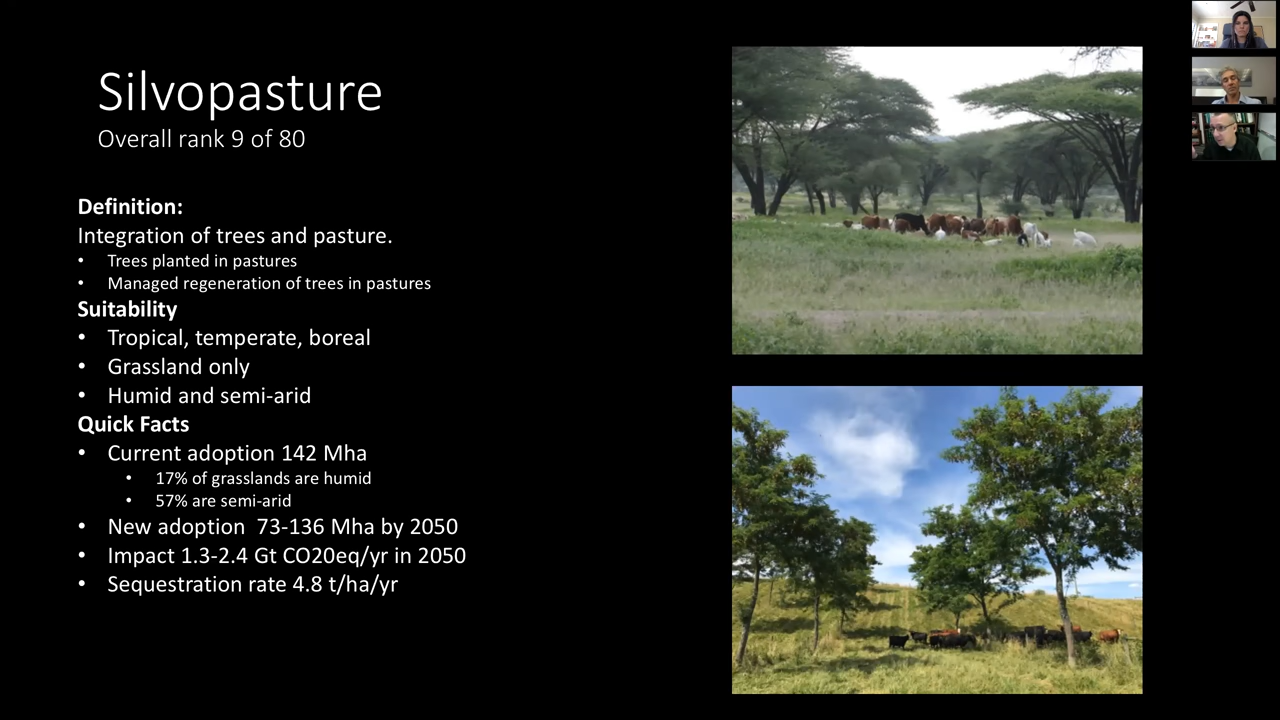 Silvopasture
Overall rank 9 of 80
Definition:
Integration of trees and pasture.
• Trees planted in pastures
• Managed regeneration of trees in pastures
Suitability
• Tropical, temperate, boreal
• Grassland only
• Humid and semi-arid
Quick Facts
• Current adoption 142 Mha
• 17% of grasslands are humid
• 57% are semi-arid
• New adoption  73-136 Mha by 2050
• Impact 1.3-2.4 Gt CO20eq/yr in 2050
• Sequestration rate 4.8 t/ha/yr